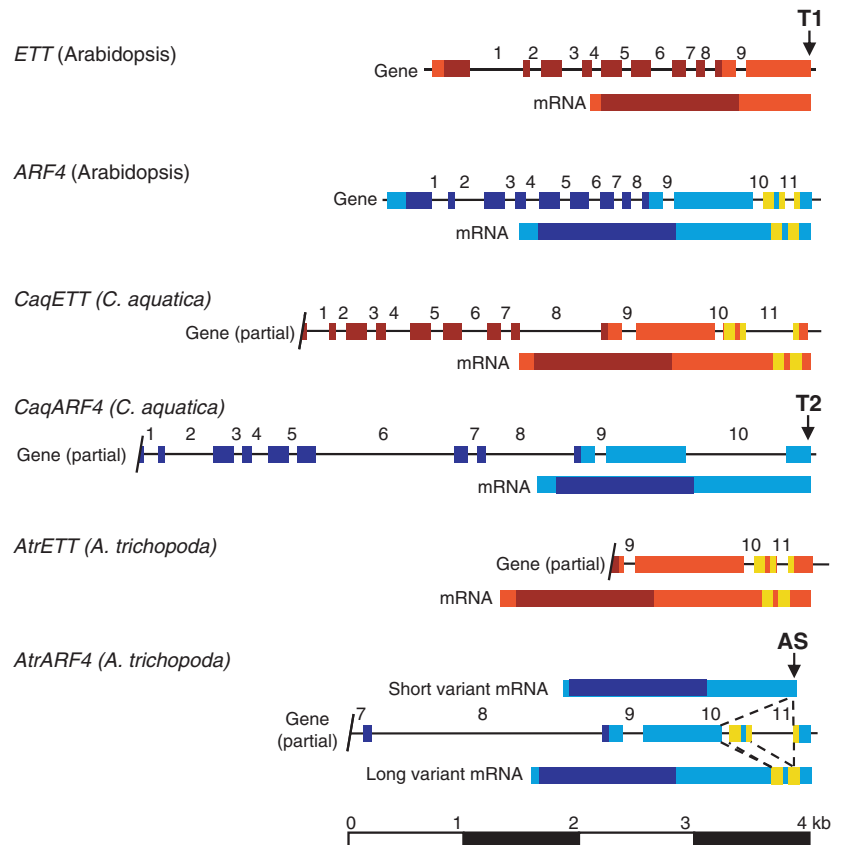 T1
ETT (Arabidopsis)
1 2 3 4 5 6 7 8 9
Gene
mRNA
ARF4 (Arabidopsis)
1 2 3 4 5 6 7 8 9 10 11
Gene
mRNA
CaqETT (C. aquatica)
1 2 3 4 5 6 7 8 9 10 11
Gene (partial)
mRNA
CaqARF4 (C. aquatica)
T2
1 2 3 4 5 6 7 8 9 10
Gene (partial)
mRNA
AtrETT (A. trichopoda)
9 10 11
Gene (partial)
mRNA
AtrARF4 (A. trichopoda)
AS
Short variant mRNA
7 8 9 10 11
Gene
(partial)
Long variant mRNA
0 1 2 3 4 kb